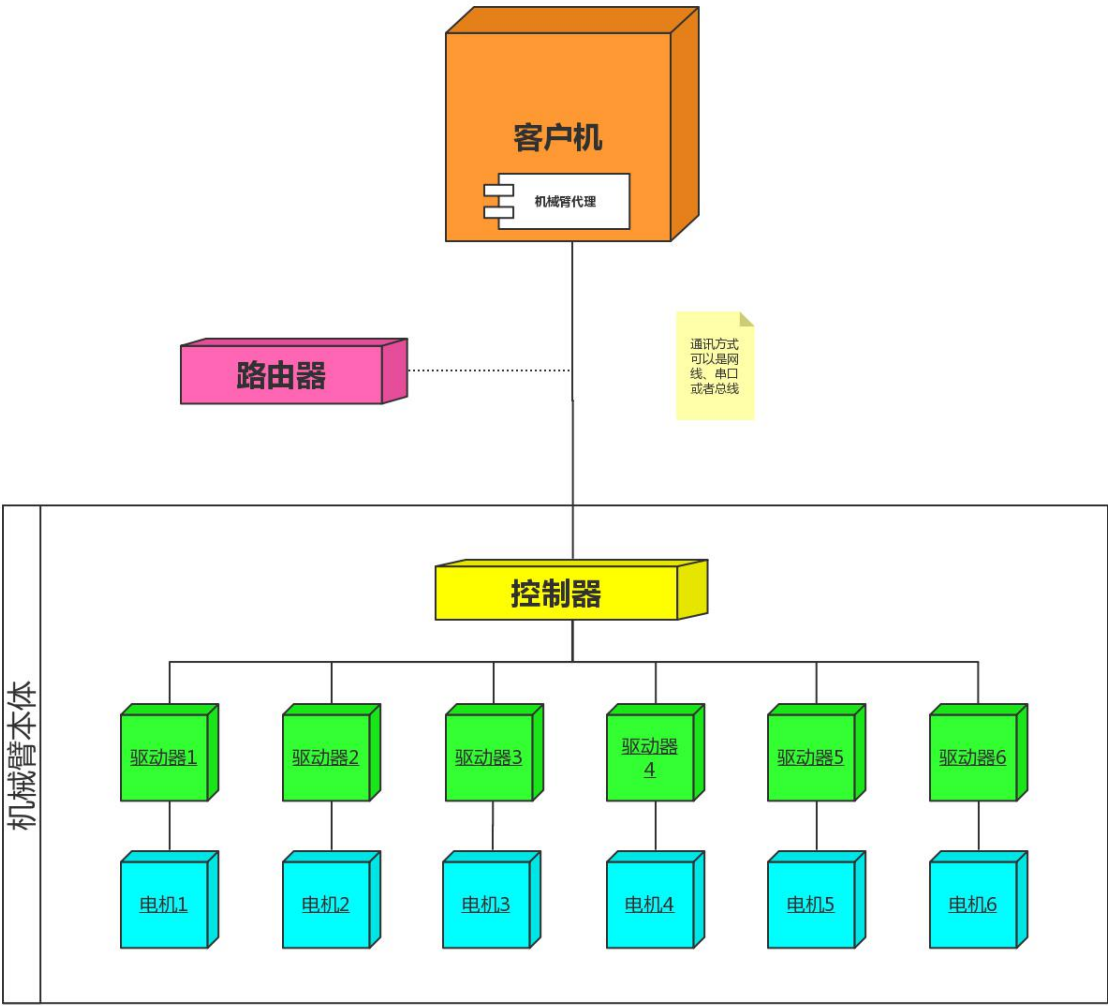 客户机
机械臂代理
通讯方式
可以是网
线、串口
或者总线
路由器
控制器
机械臂本体
驱动器1
驱动器2
驱动器3
驱动器
4
驱动器5
驱动器6
电机1
电机2
电机3
电机4
电机5
电机6